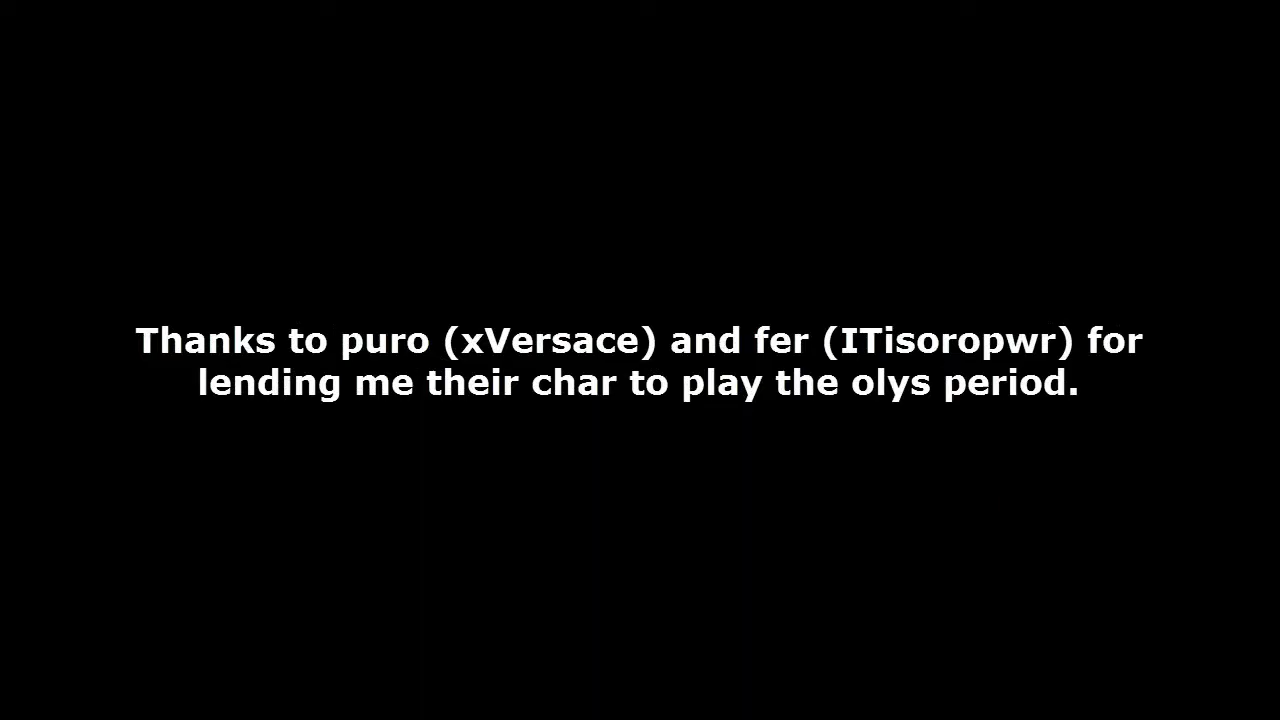 Thanks to puro (xVersace) and fer (ITisoropwr) for
lending me their char to play the olys period.